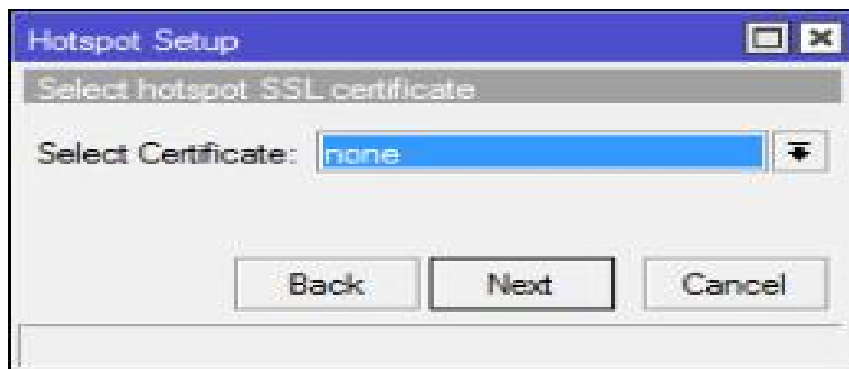 Hotspot Setup
Select hotspot SSL certificate
Select Certificate: none
Back Next Cancel